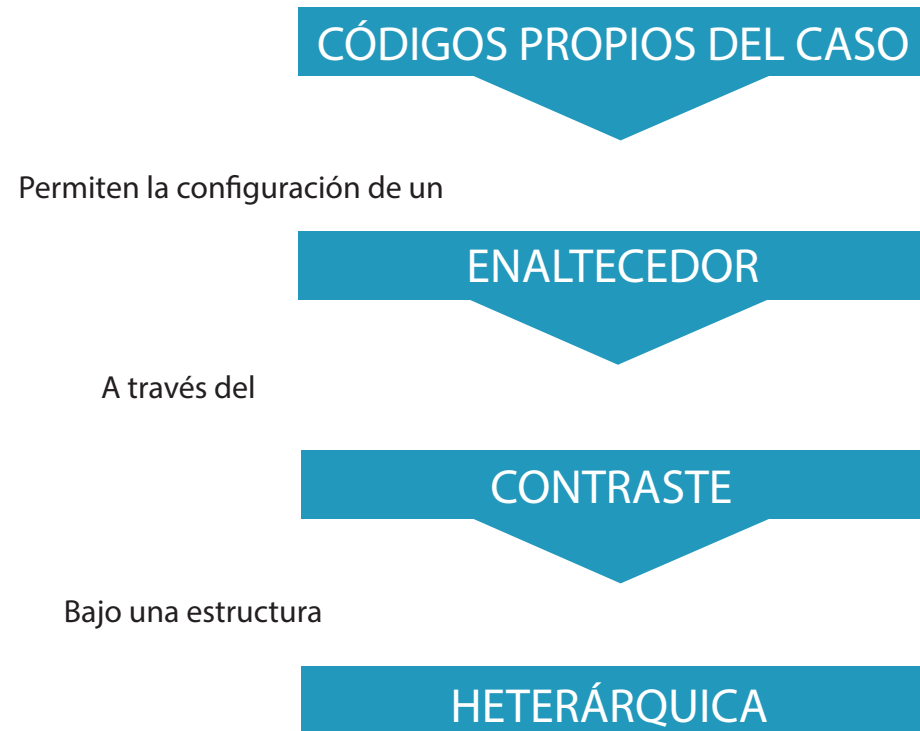 CÓDIGOS PROPIOS DEL CASO
Permiten la configuración de un
ENALTECEDOR
A través del
CONTRASTE
Bajo una estructura
HETERÁRQUICA